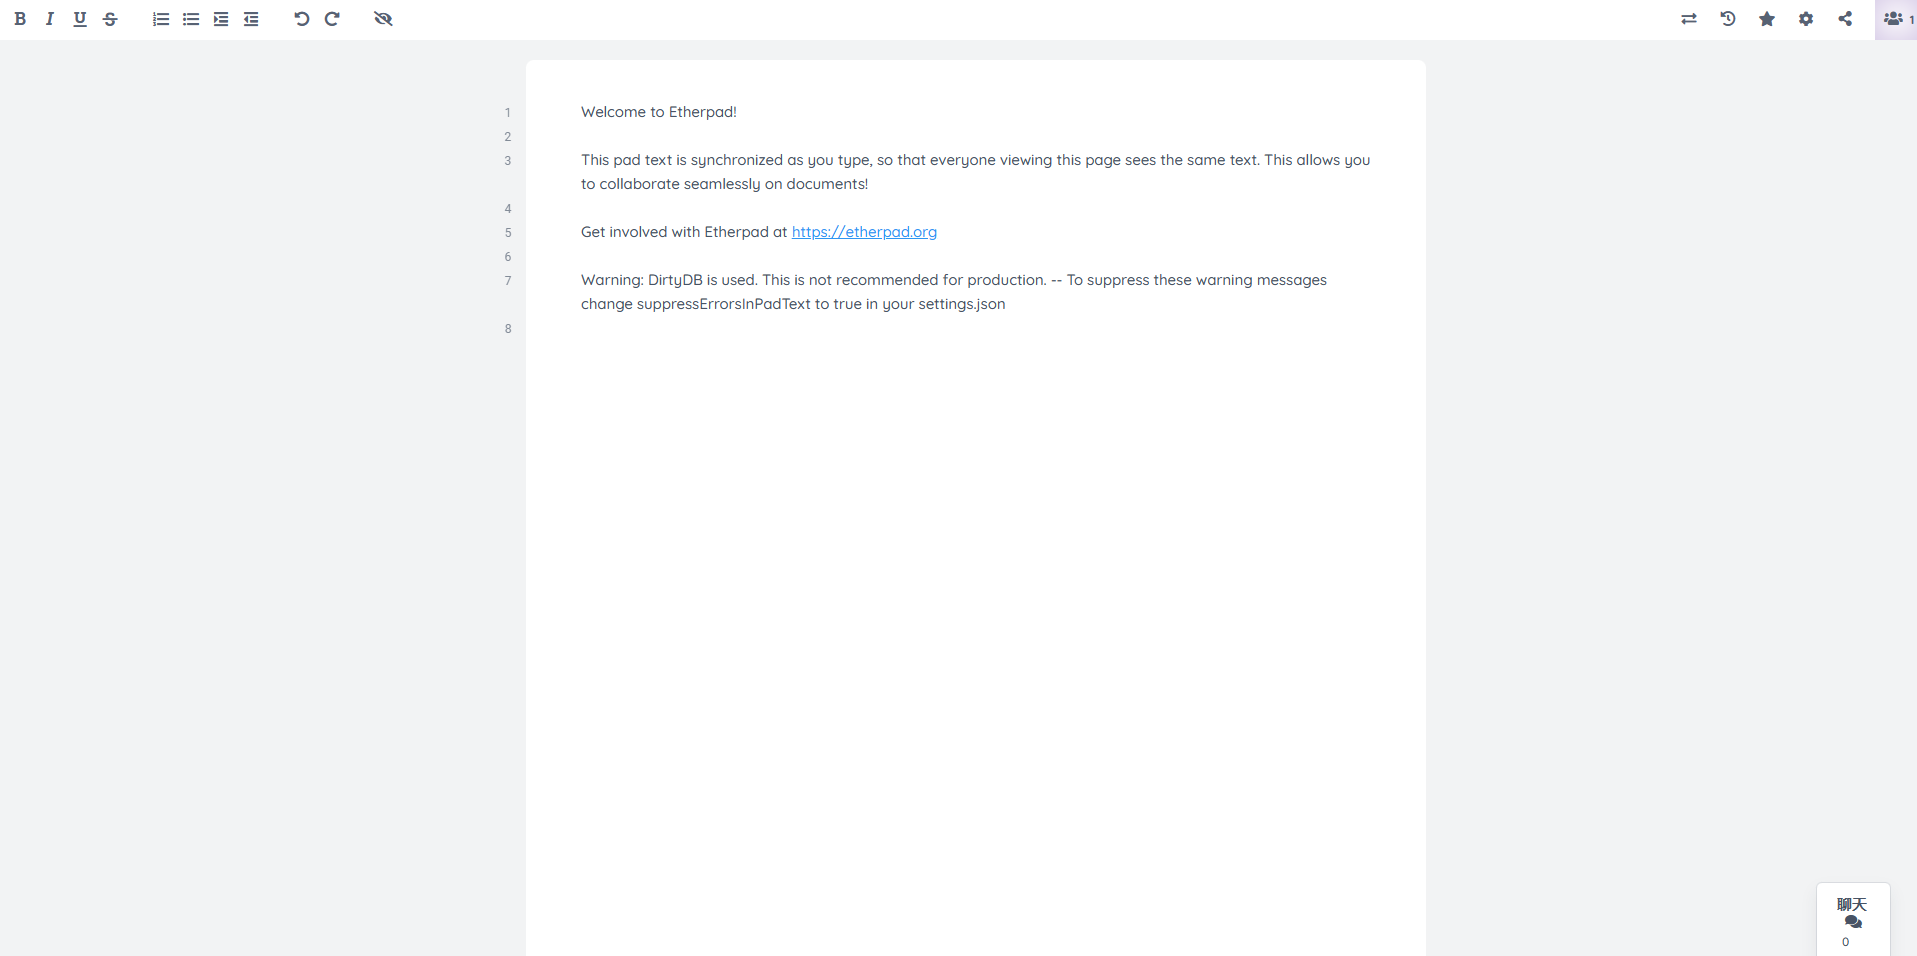 1
1 Welcome to Etherpad!
2
3 This pad text is synchronized as you type, so that everyone viewing this page sees the same text. This allows you
to collaborate seamlessly on documents!
4
5 Get involved with Etherpad at https://etherpad.org
6
7 Warning: DirtyDB is used. This is not recommended for production. -- To suppress these warning messages
change suppressErrorsInPadText to true in your settings.json
8
聊天
0